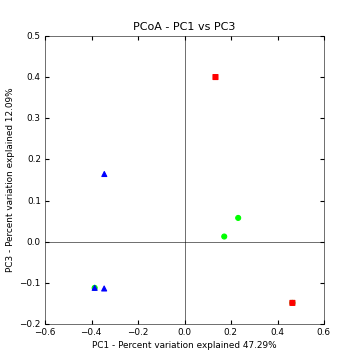 PCoA - PC1 vs PC3
0.5
0.4
0.3
0.2
0.1
0.0
−0.1
−0.2
PC3 - Percent variation explained 12.09%
−0.6 −0.4 −0.2 0.0 0.2 0.4 0.6
PC1 - Percent variation explained 47.29%